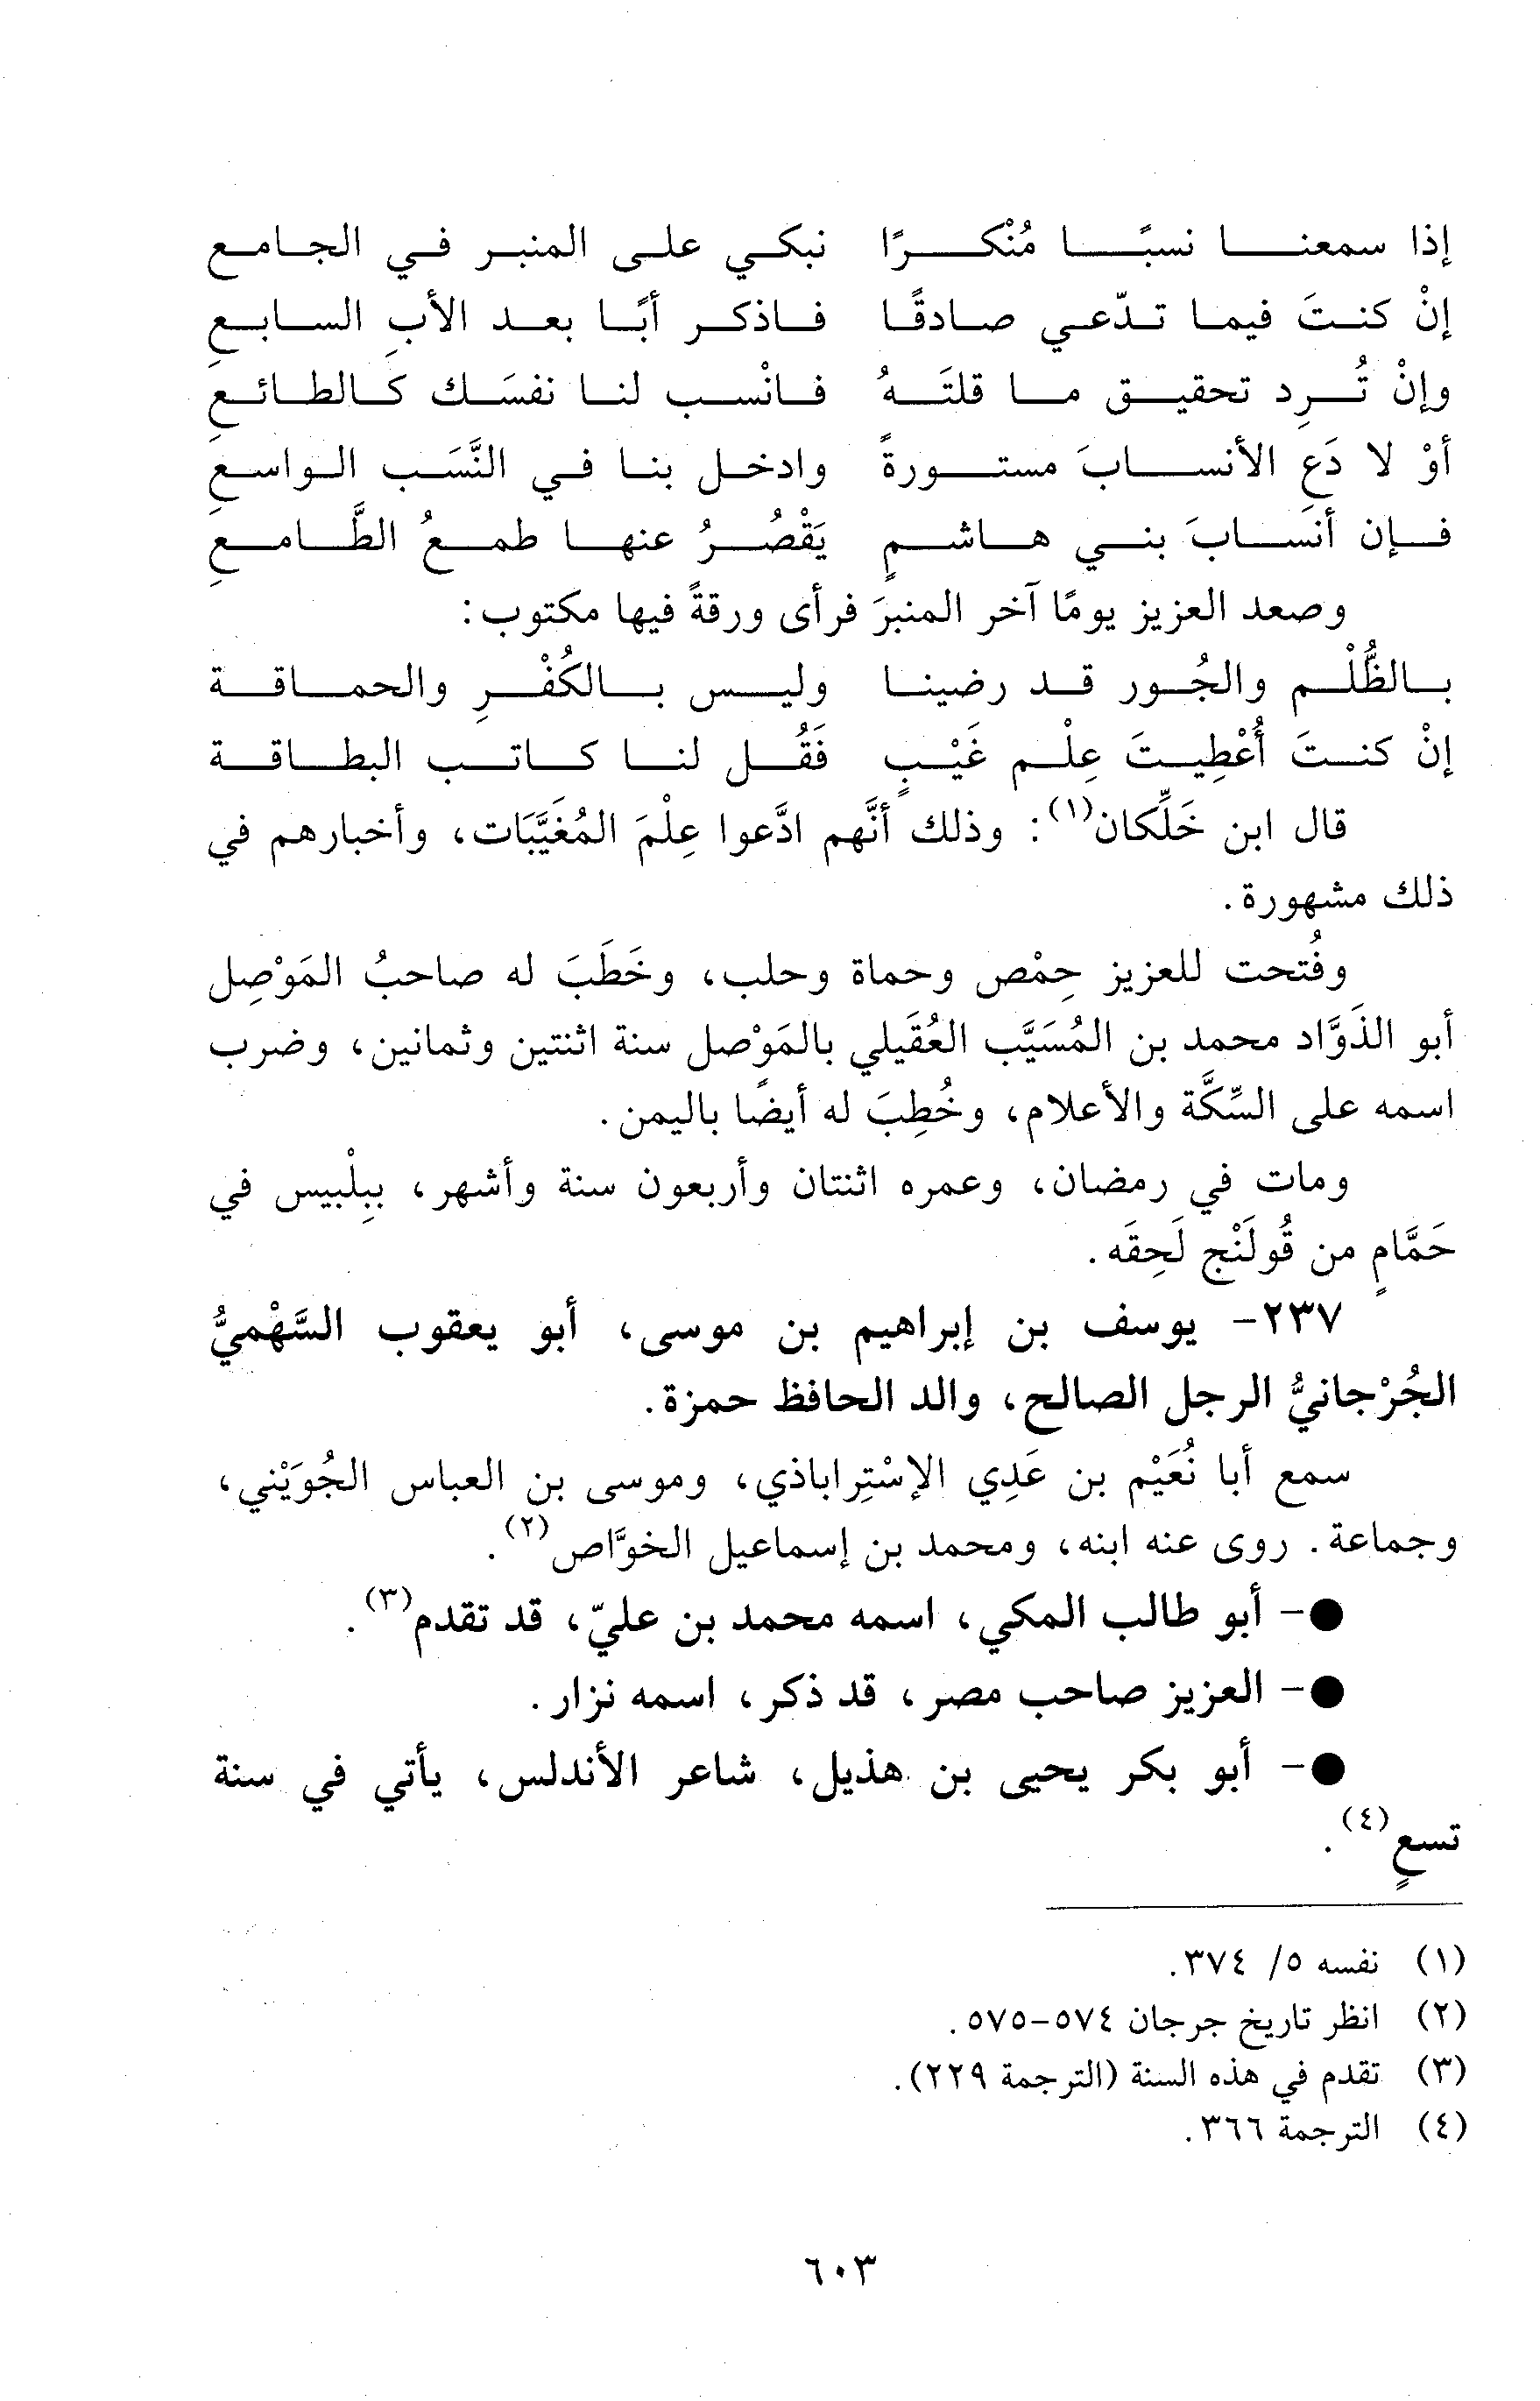 إذا سمعنا نسبًا مُنْكرًا نبكي على المنبر في الجامع
إنْ كنتَ فيما تدّعي صادقًا فاذكر أبًا بعد الأبِ السابعِ
وإنْ تُرِد تحقيق ما قلتَهُ فانْسب لنا نفسَك كالطائعِ
أوْ لا دَعِ الأنسابَ مستورةً وادخل بنا في النَّسَب الواسعِ
فإن أنسابَ بني هاشمٍ يَقْصُرُ عنها طمعُ الطَّامعِ
وصعد العزيز يومًا آخر المنبرَ فرأى ورقةً فيها مكتوب:
بالظُّلْم والجُور قد رضينا وليس بالكُفْرِ والحماقة
إنْ كنتَ أُعْطِيتَ عِلْم غَيْبٍ فَقُل لنا كاتب البطاقة
قال ابن خَلِّكان(١): وذلك أنَّهم ادَّعوا عِلْمَ المُغَيَّبَات، وأخبارهم في
ذلك مشهورة.
وفُتحت للعزيز حِمْص وحماة وحلب، وخَطَبَ له صاحبُ المَوْصِل
أبو الذَوَّاد محمد بن المُسَيَّب العُقَيلي بالمَوْصل سنة اثنتين وثمانين، وضرب
اسمه على السِّكَّة والأعلام، وخُطِبَ له أيضًا باليمن.
ومات في رمضان، وعمره اثنتان وأربعون سنة وأشهر، ببِلْبيس في
حَمَّامٍ من قُولَنْج لَحِقَه.
٢٣٧- يوسف بن إبراهيم بن موسى، أبو يعقوب السَّهْميُّ
الجُرْجانيُّ الرجل الصالح، والد الحافظ حمزة.
سمع أبا نُعَيْم بن عَدِي الإسْتِراباذي، وموسى بن العباس الجُوَيْني،
وجماعة. روى عنه ابنه، ومحمد بن إسماعيل الخوَّاص(٢).
●- أبو طالب المكي، اسمه محمد بن عليّ، قد تقدم(٣).
●- العزيز صاحب مصر، قد ذكر، اسمه نزار.
●- أبو بكر يحيى بن هذيل، شاعر الأندلس، يأتي في سنة
تسعٍ(٤).
(١) نفسه ٥/ ٣٧٤.
(٢) انظر تاريخ جرجان ٥٧٤-٥٧٥.
(٣) تقدم في هذه السنة (الترجمة ٢٢٩).
(٤) الترجمة ٣٦٦.
٦٠٣